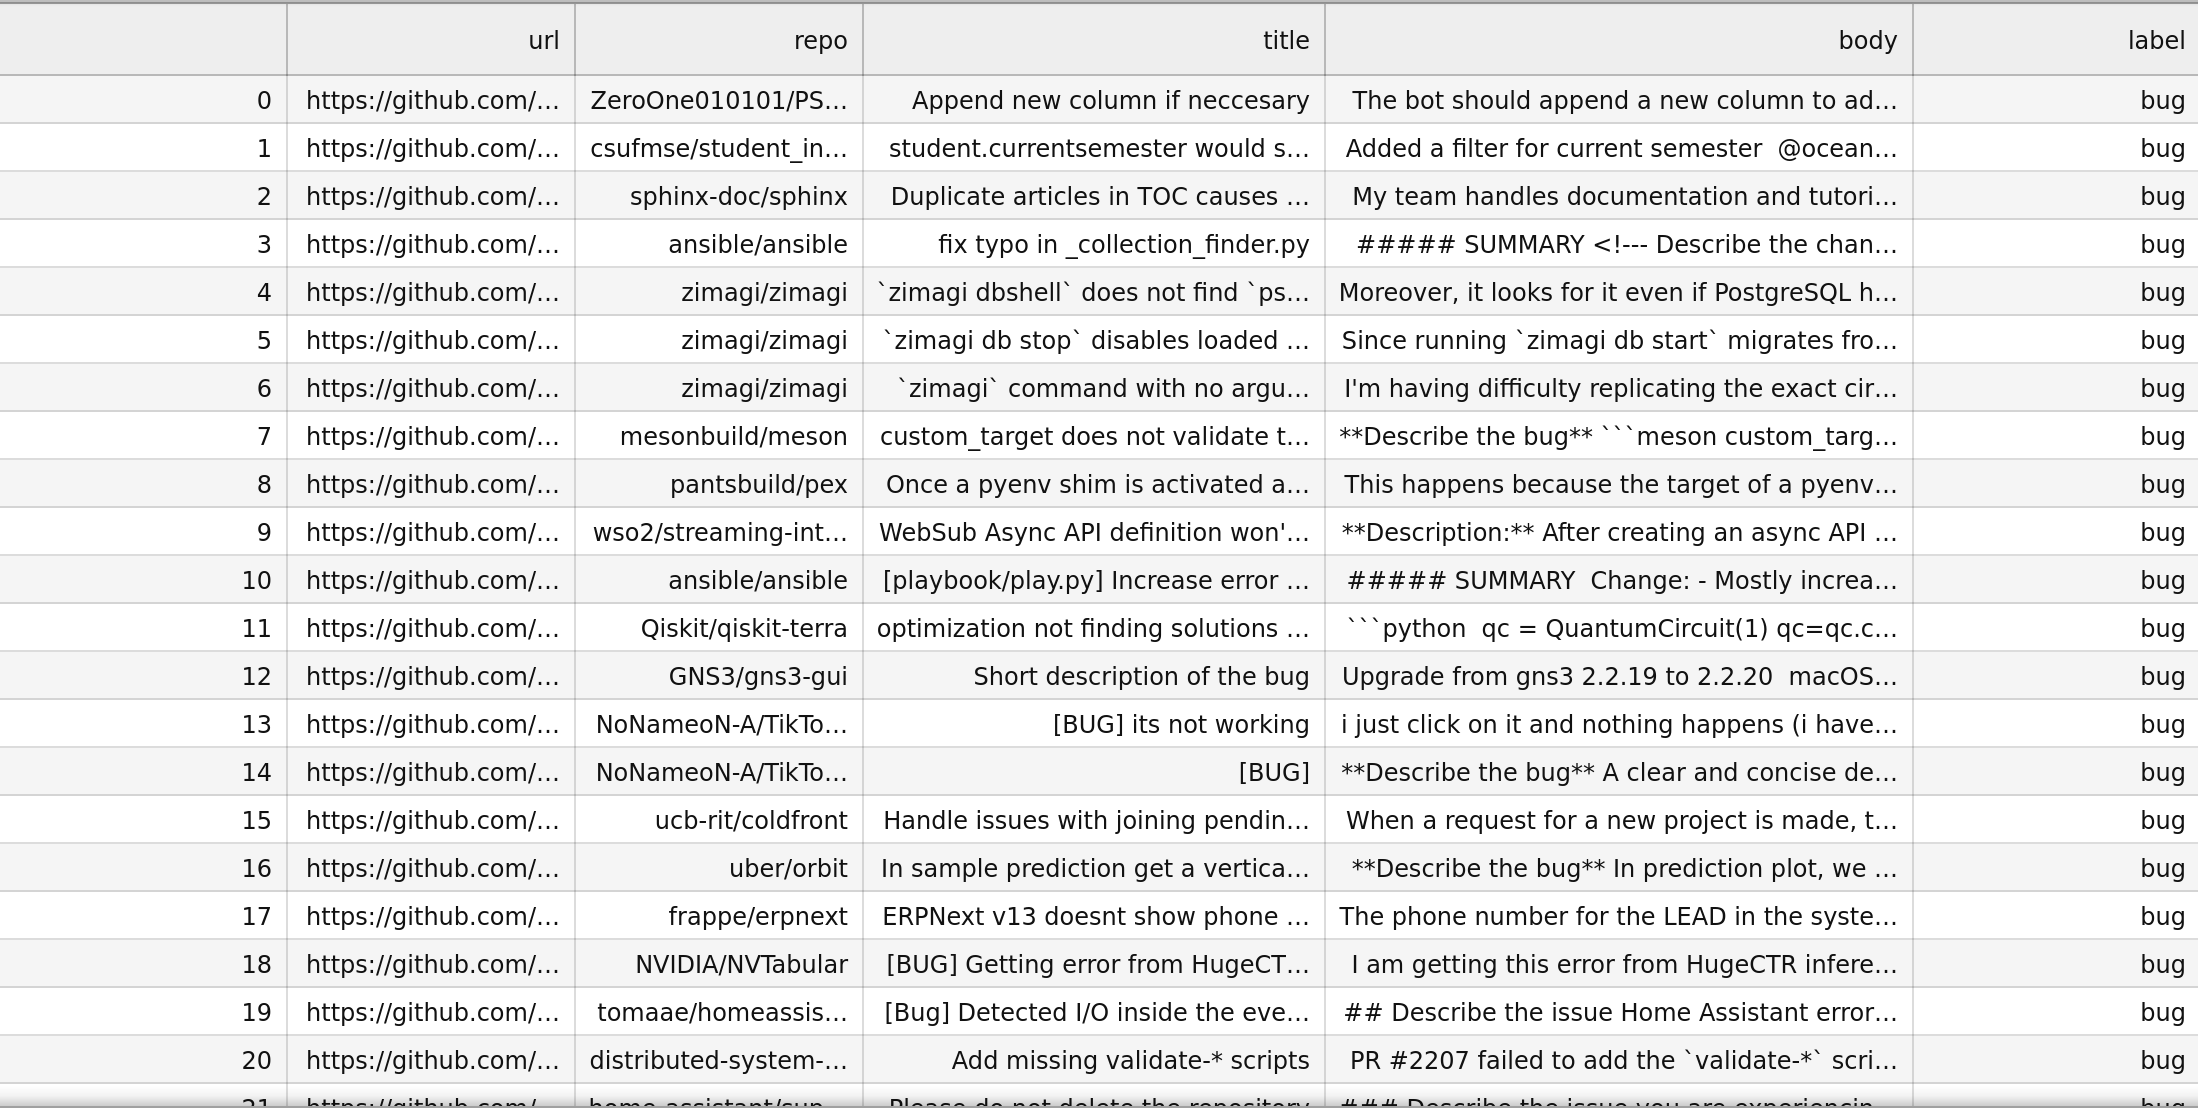 url repo title body label
0 https://github.com/… ZeroOne010101/PS… Append new column if neccesary The bot should append a new column to ad… bug
1 https://github.com/… csufmse/student_in… student.currentsemester would s… Added a filter for current semester  @ocean… bug
2 https://github.com/… sphinx-doc/sphinx Duplicate articles in TOC causes … My team handles documentation and tutori… bug
3 https://github.com/… ansible/ansible fix typo in _collection_finder.py ##### SUMMARY <!--- Describe the chan… bug
4 https://github.com/… zimagi/zimagi `zimagi dbshell` does not find `ps… Moreover, it looks for it even if PostgreSQL h… bug
5 https://github.com/… zimagi/zimagi `zimagi db stop` disables loaded … Since running `zimagi db start` migrates fro… bug
6 https://github.com/… zimagi/zimagi `zimagi` command with no argu… I'm having difficulty replicating the exact cir… bug
7 https://github.com/… mesonbuild/meson custom_target does not validate t… **Describe the bug** ```meson custom_targ… bug
8 https://github.com/… pantsbuild/pex Once a pyenv shim is activated a… This happens because the target of a pyenv… bug
9 https://github.com/… wso2/streaming-int… WebSub Async API definition won'… **Description:** After creating an async API … bug
10 https://github.com/… ansible/ansible [playbook/play.py] Increase error … ##### SUMMARY  Change: - Mostly increa… bug
11 https://github.com/… Qiskit/qiskit-terra optimization not finding solutions … ```python  qc = QuantumCircuit(1) qc=qc.c… bug
12 https://github.com/… GNS3/gns3-gui Short description of the bug Upgrade from gns3 2.2.19 to 2.2.20  macOS… bug
13 https://github.com/… NoNameoN-A/TikTo… [BUG] its not working i just click on it and nothing happens (i have… bug
14 https://github.com/… NoNameoN-A/TikTo… [BUG] **Describe the bug** A clear and concise de… bug
15 https://github.com/… ucb-rit/coldfront Handle issues with joining pendin… When a request for a new project is made, t… bug
16 https://github.com/… uber/orbit In sample prediction get a vertica… **Describe the bug** In prediction plot, we … bug
17 https://github.com/… frappe/erpnext ERPNext v13 doesnt show phone … The phone number for the LEAD in the syste… bug
18 https://github.com/… NVIDIA/NVTabular [BUG] Getting error from HugeCT… I am getting this error from HugeCTR infere… bug
19 https://github.com/… tomaae/homeassis… [Bug] Detected I/O inside the eve… ## Describe the issue Home Assistant error… bug
20 https://github.com/… distributed-system-… Add missing validate-* scripts PR #2207 failed to add the `validate-*` scri… bug
21 https://github.com/… home-assistant/sup… Please do not delete the repository ### Describe the issue you are experiencin… bug